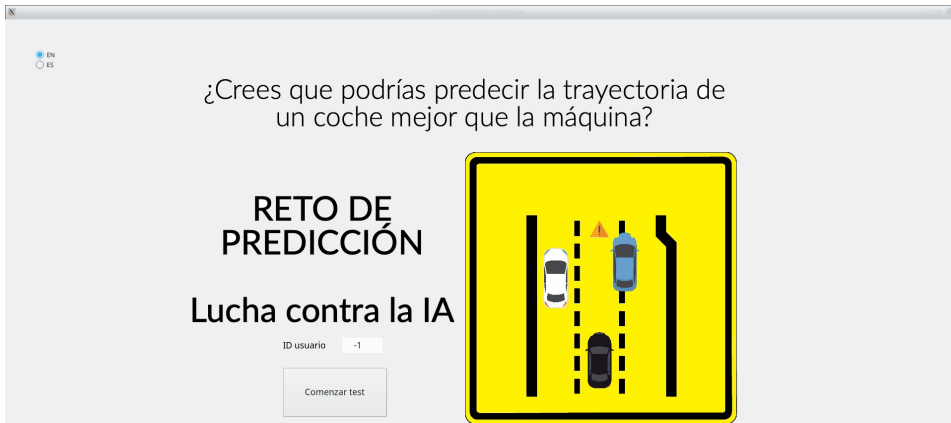 EN
ES
¿Crees que podrías predecir la trayectoria de
un coche mejor que la máquina?
RETO DE
PREDICCIÓN
Lucha contra la IA
ID usuario -1
Comenzar test